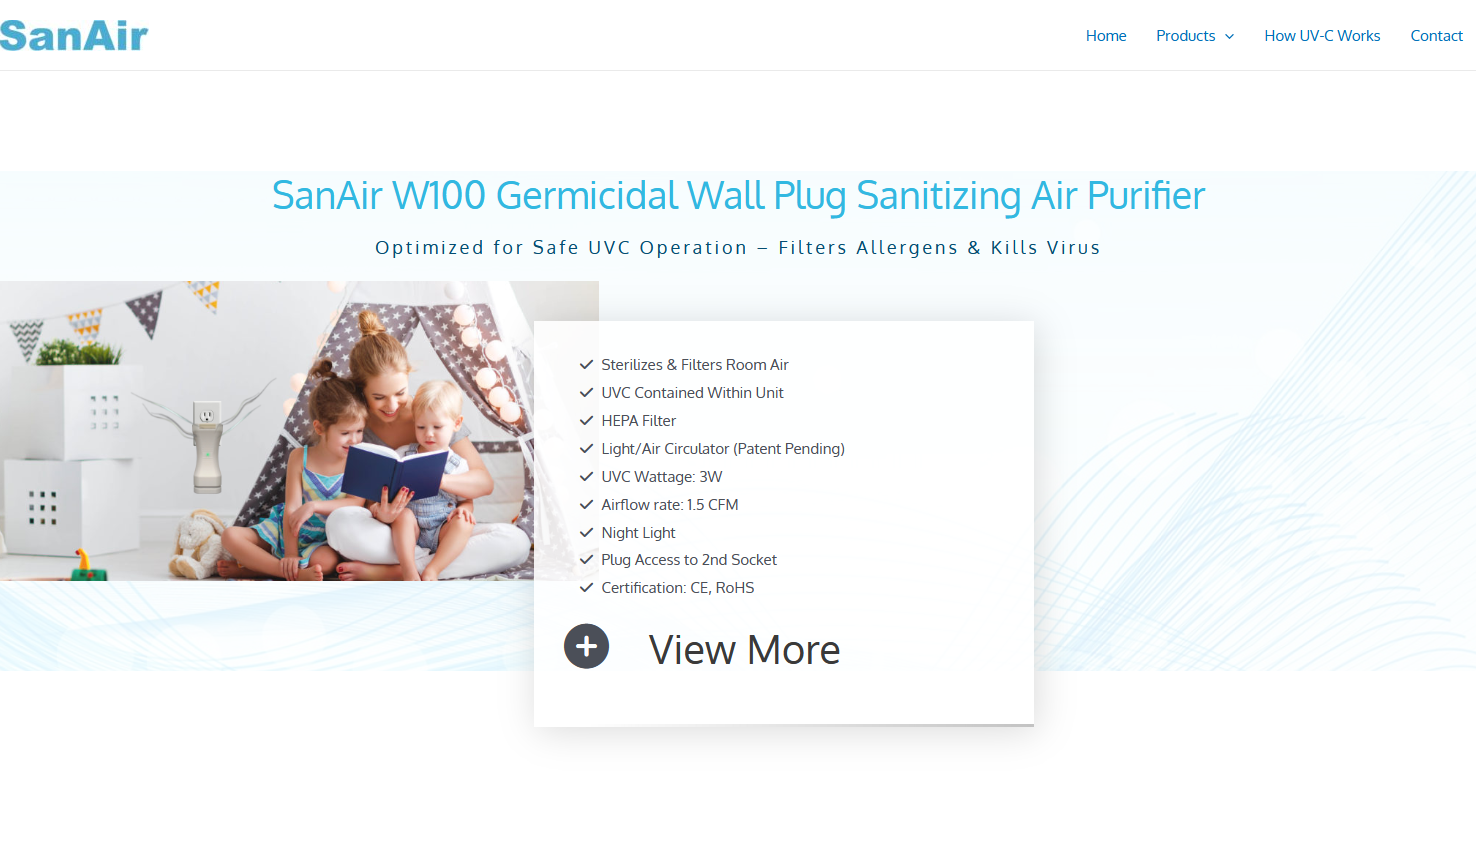 SanAir
Home Products How UV-C Works Contact
SanAir W100 Germicidal Wall Plug Sanitizing Air Purifier
Optimized for Safe UVC Operation – Filters Allergens & Kills Virus
Sterilizes & Filters Room Air
UVC Contained Within Unit
HEPA Filter
Light/Air Circulator (Patent Pending)
UVC Wattage: 3W
Airflow rate: 1.5 CFM
Night Light
Plug Access to 2nd Socket
Certification: CE, RoHS
View More